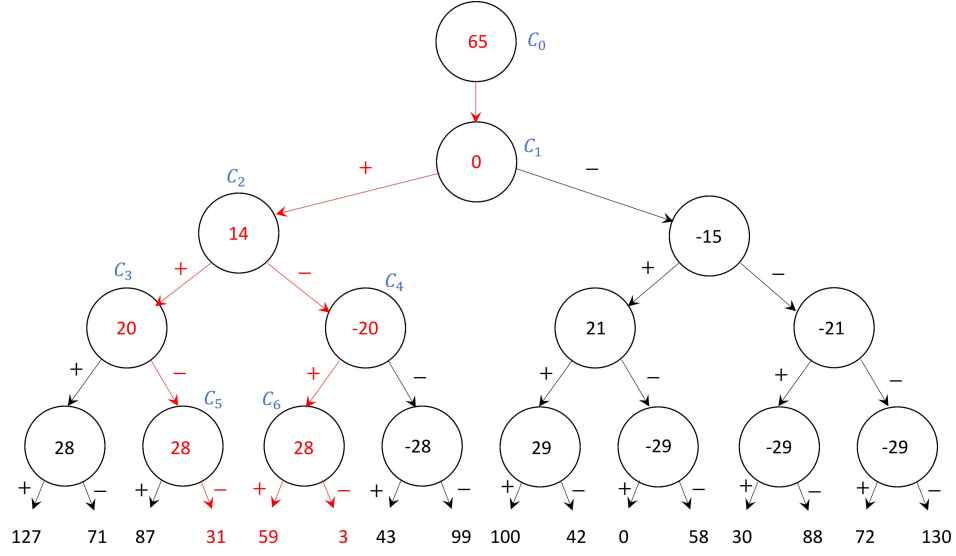 65 C₀
0 C₁
+ −
C₂
14 -15
+ − + −
C₃ C₄
20 -20 21 -21
+ − + − + − + −
C₅ C₆
28 28 28 -28 29 -29 -29 -29
+ − + − + − + − + − + − + − + −
127 71 87 31 59 3 43 99 100 42 0 58 30 88 72 130